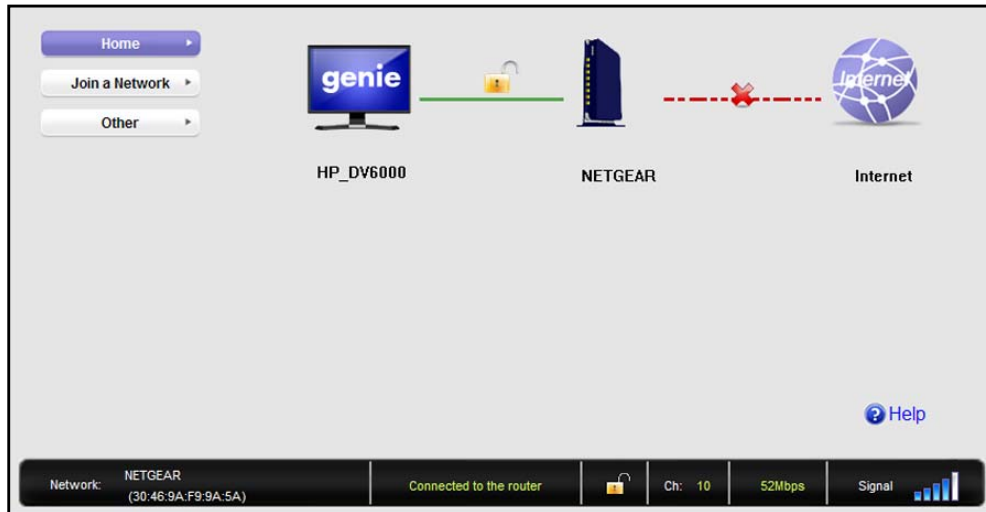 Home
Join a Network
Other
genie
Internet
HP_DV6000
NETGEAR
Internet
? Help
Network:
NETGEAR
(30:46:9A:F9:9A:5A)
Connected to the router
Ch: 10
52Mbps
Signal